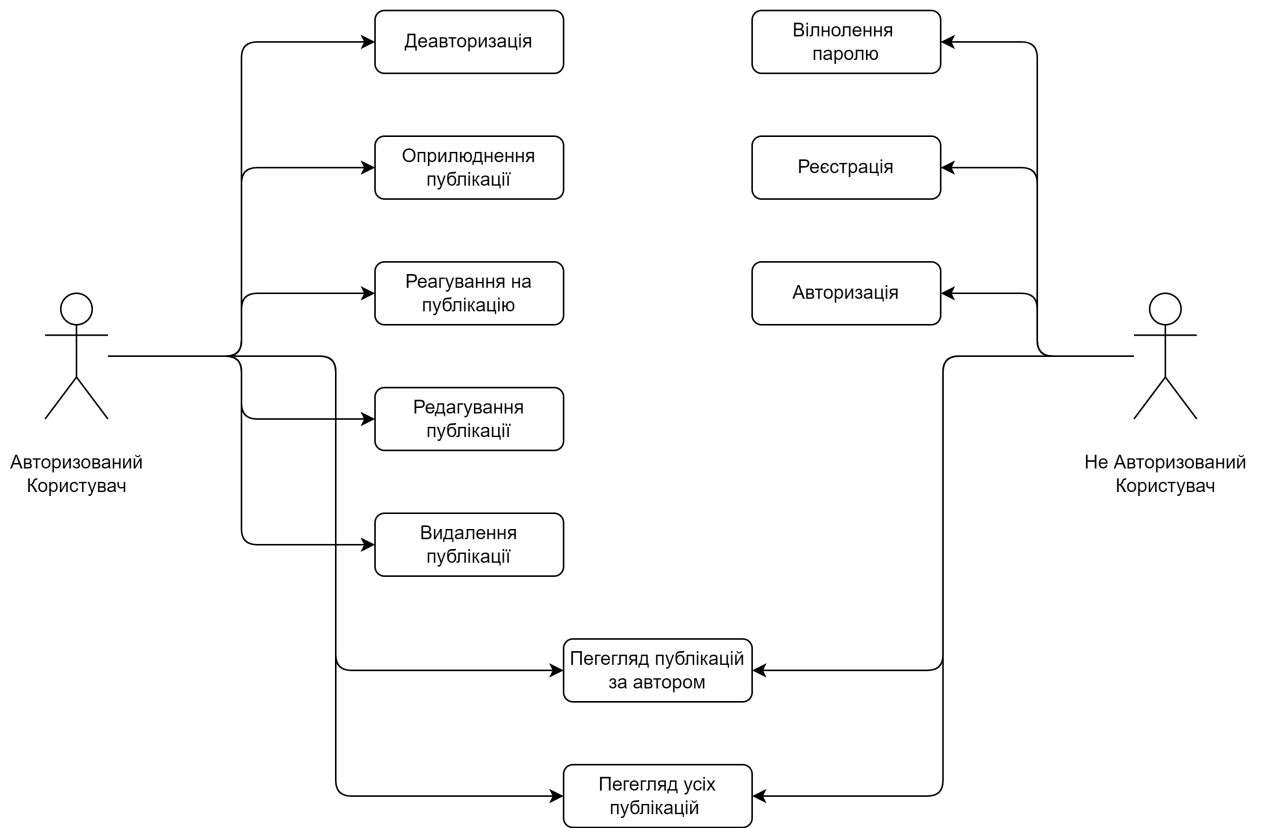 Деавторизація
Вілнолення
паролю
Оприлюднення
публікації
Реєстрація
Реагування на
публікацію
Авторизація
Редагування
публікації
Авторизований
Користувач
Не Авторизований
Користувач
Видалення
публікації
Пегегляд публікацій
за автором
Пегегляд усіх
публікацій